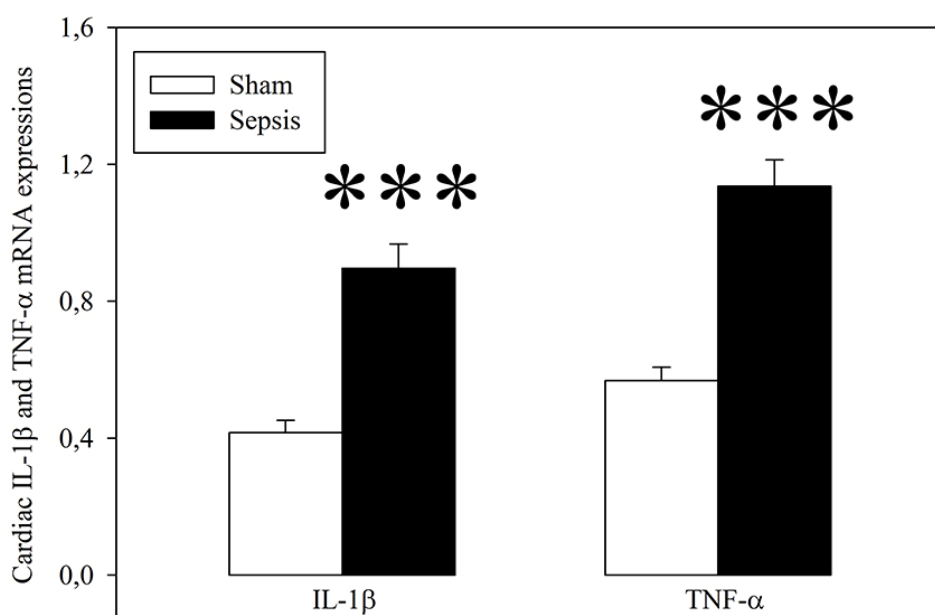 Cardiac IL-1β and TNF-α mRNA expressions
1,6
1,2
0,8
0,4
0,0
Sham
Sepsis
***
***
IL-1β
TNF-α